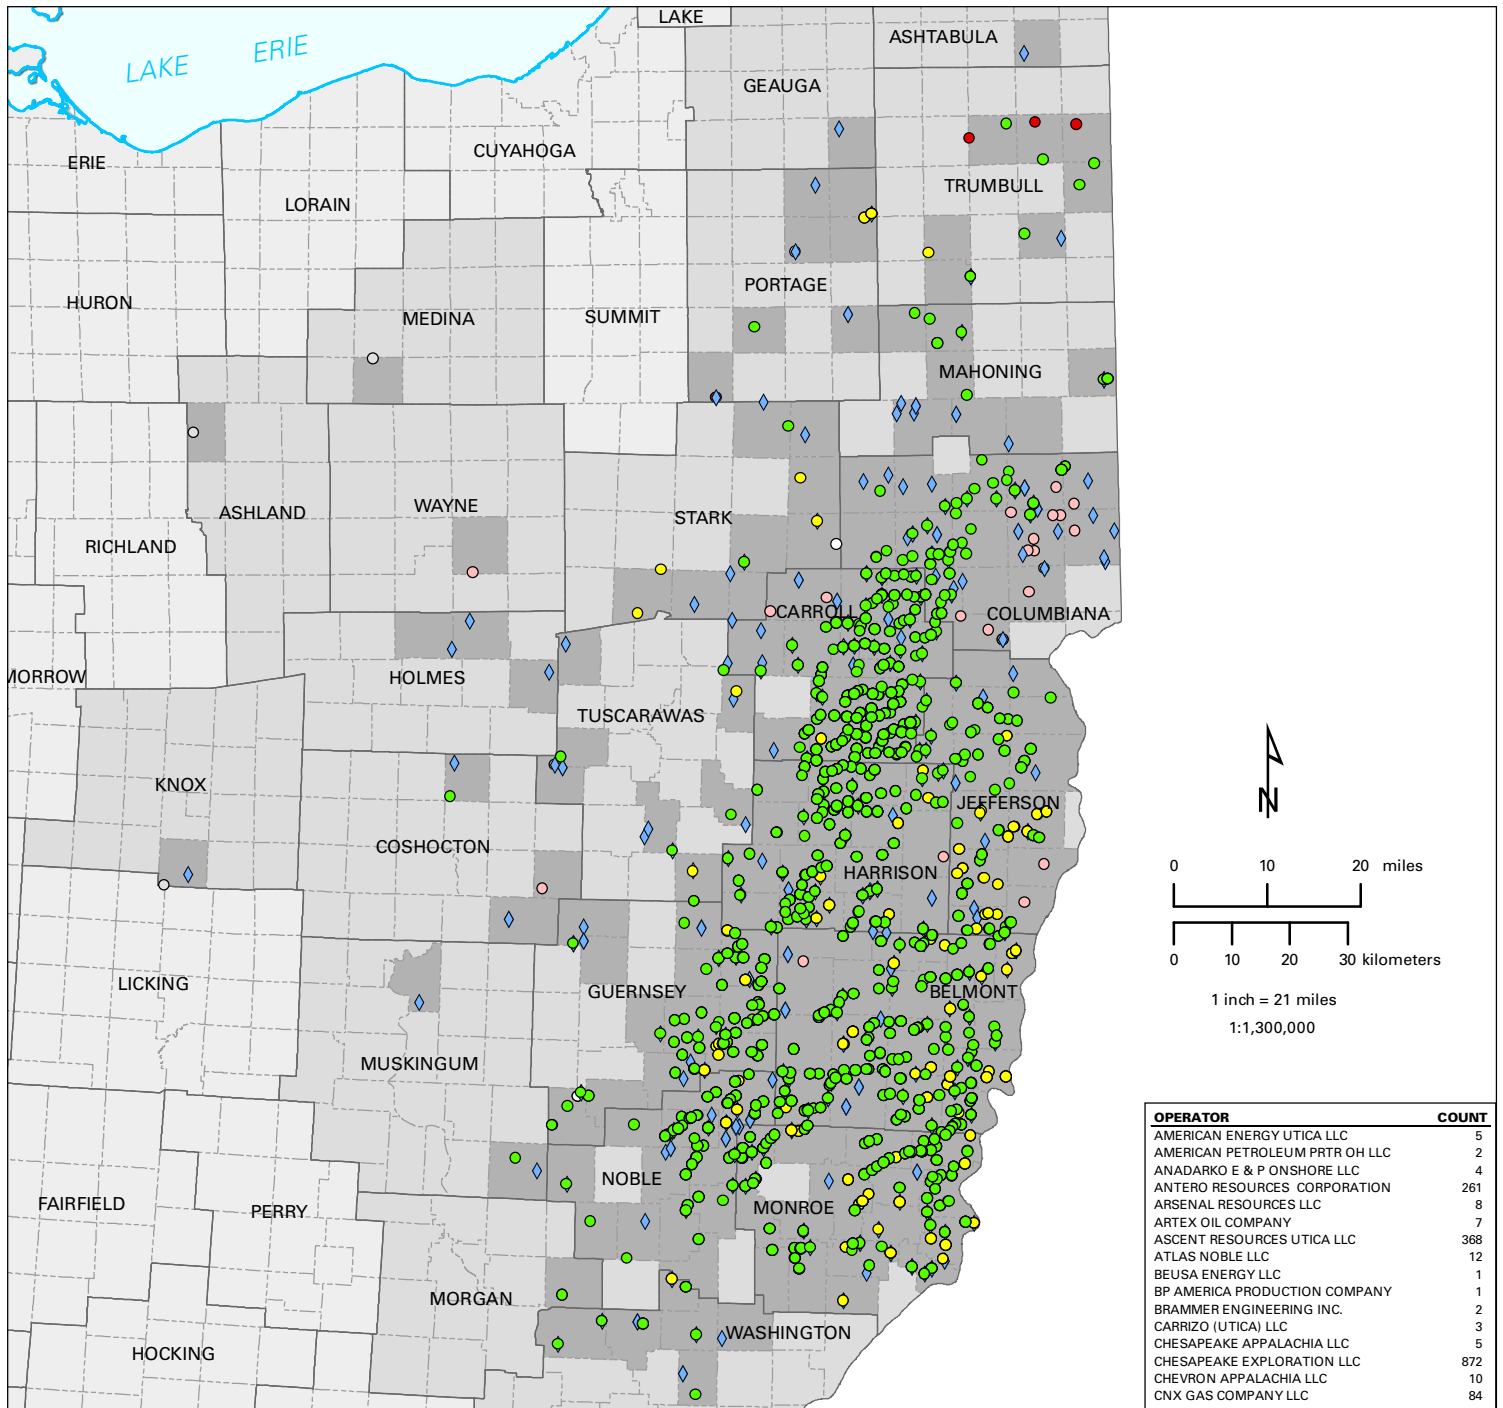 LAKE
ASHTABULA
LAKE ERIE
GEAUGA
CUYAHOGA
ERIE
TRUMBULL
LORAIN
PORTAGE
HURON
MEDINA
SUMMIT
MAHONING
WAYNE
ASHLAND
STARK
RICHLAND
CARROLL
COLUMBIANA
MORROW
HOLMES
TUSCARAWAS
KNOX
JEFFERSON
COSHOCTON
HARRISON
LICKING
GUERNSEY
BELMONT
MUSKINGUM
NOBLE
FAIRFIELD
PERRY
MONROE
MORGAN
WASHINGTON
HOCKING
N
0 10 20 miles
0 10 20 30 kilometers
1 inch = 21 miles
1:1,300,000
OPERATOR COUNT
AMERICAN ENERGY UTICA LLC 5
AMERICAN PETROLEUM PRTR OH LLC 2
ANADARKO E & P ONSHORE LLC 4
ANTERO RESOURCES CORPORATION 261
ARSENAL RESOURCES LLC 8
ARTEX OIL COMPANY 7
ASCENT RESOURCES UTICA LLC 368
ATLAS NOBLE LLC 12
BEUSA ENERGY LLC 1
BP AMERICA PRODUCTION COMPANY 1
BRAMMER ENGINEERING INC. 2
CARRIZO (UTICA) LLC 3
CHESAPEAKE APPALACHIA LLC 5
CHESAPEAKE EXPLORATION LLC 872
CHEVRON APPALACHIA LLC 10
CNX GAS COMPANY LLC 84